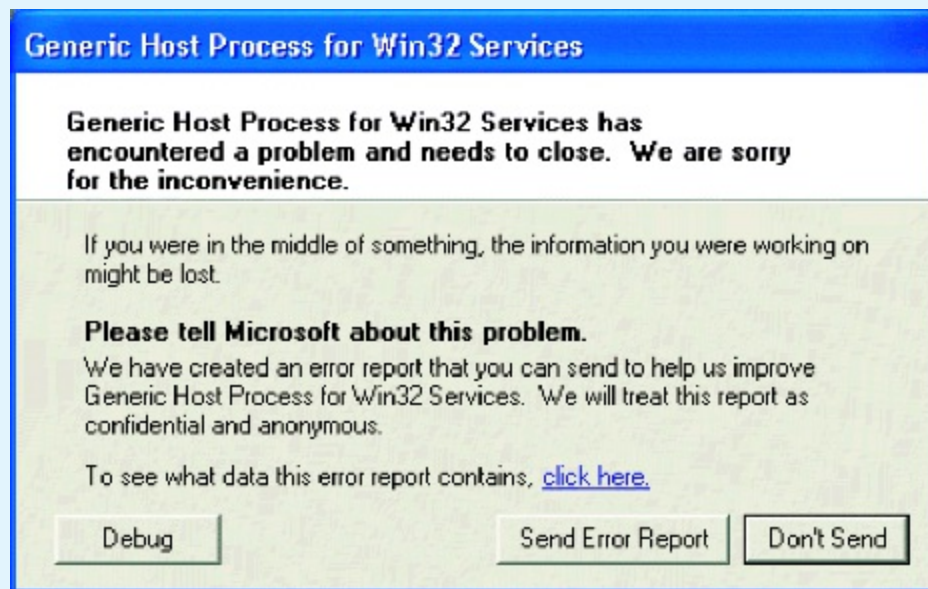 Generic Host Process for Win32 Services
Generic Host Process for Win32 Services has
encountered a problem and needs to close.  We are sorry
for the inconvenience.
If you were in the middle of something, the information you were working on
might be lost.
Please tell Microsoft about this problem.
We have created an error report that you can send to help us improve
Generic Host Process for Win32 Services.  We will treat this report as
confidential and anonymous.
To see what data this error report contains, click here.
Debug
Send Error Report
Don't Send